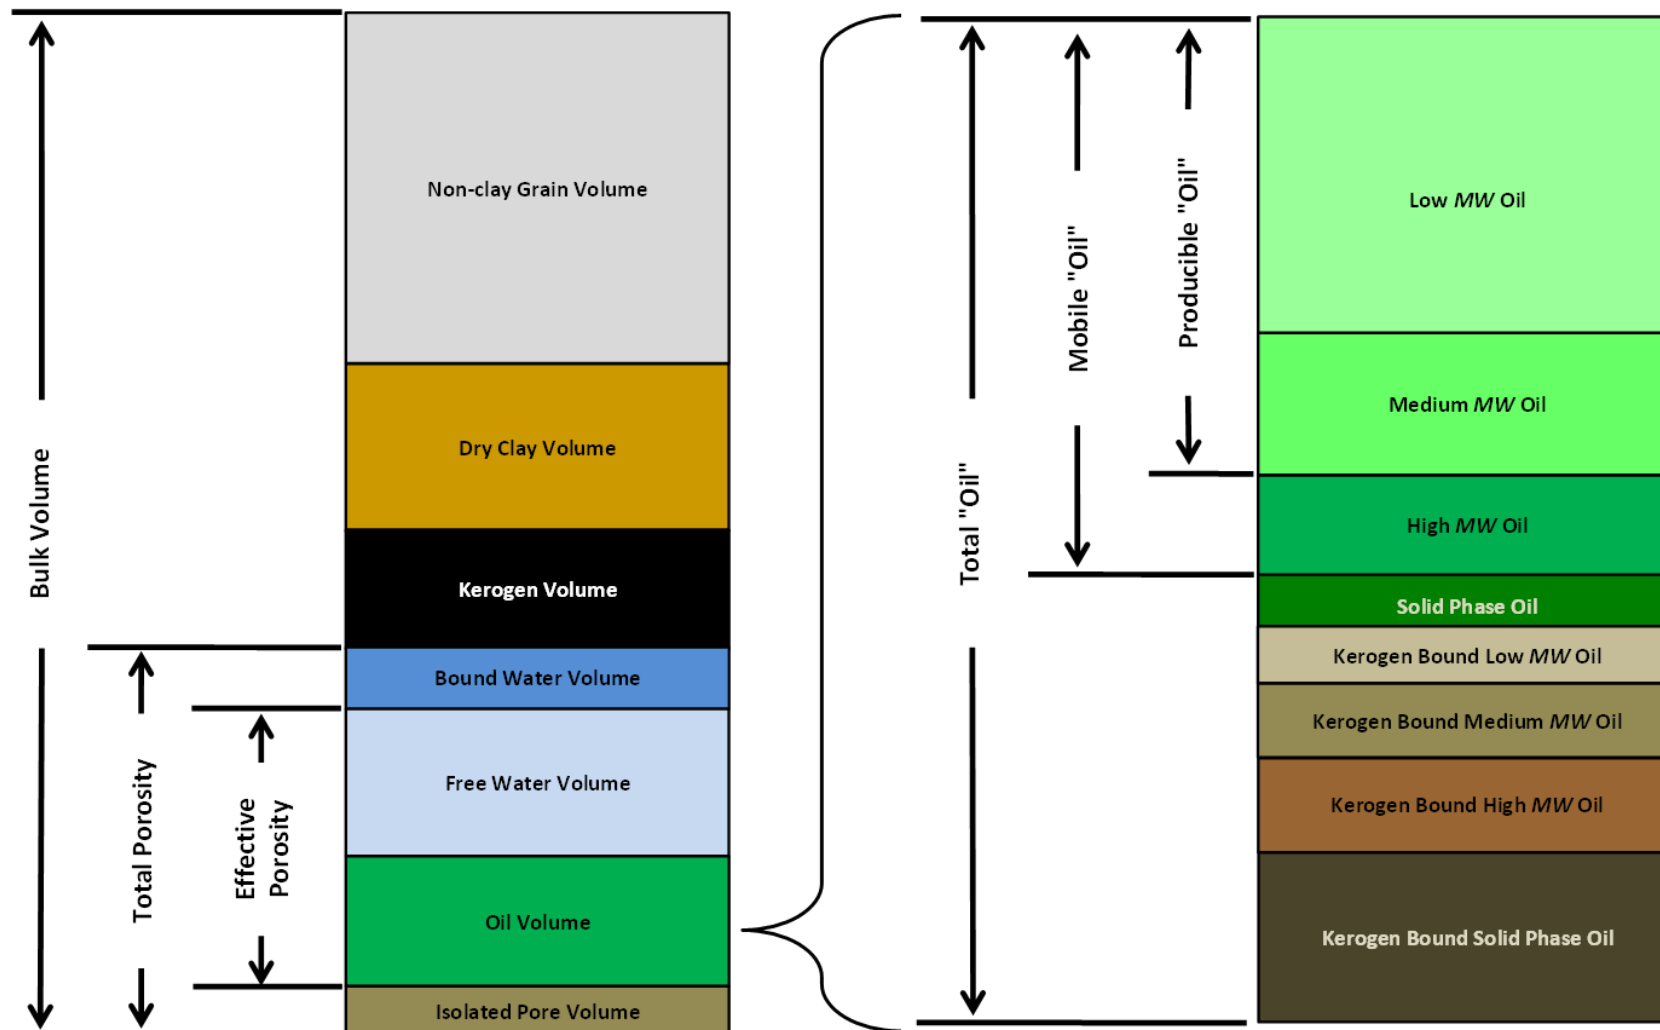 Bulk Volume
Total Porosity
Effective
Porosity
Non-clay Grain Volume
Dry Clay Volume
Kerogen Volume
Bound Water Volume
Free Water Volume
Oil Volume
Isolated Pore Volume
Total "Oil"
Mobile "Oil"
Producible "Oil"
Low MW Oil
Medium MW Oil
High MW Oil
Solid Phase Oil
Kerogen Bound Low MW Oil
Kerogen Bound Medium MW Oil
Kerogen Bound High MW Oil
Kerogen Bound Solid Phase Oil